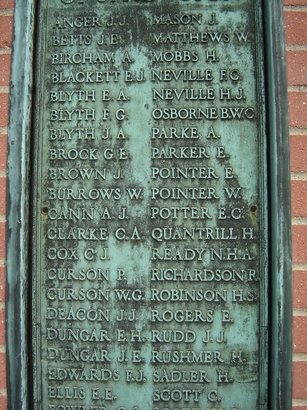 ANGER J.J. MASON J.
BETTS J.E. MATTHEWS W.
BIRCHAM A. MOBBS H.
BLACKETT E.J. NEVILLE F.C.
BLYTH E.A. NEVILLE H.J.
BLYTH F.G. OSBORNE B.W.C.
BLYTH J.A. PARKE A.
BROCK G.E. PARKER E.
BROWN J. POINTER E.
BURROWS W. POINTER W.
CANN A.J. POTTER E.C.
CLARKE C.A. QUANTRILL H.
COX C.J. READY N.H.A.
CURSON P. RICHARDSON R.
CURSON W.G. ROBINSON H.S.
DEACON J.J. ROGERS E.
DUNGAR E.H. RUDD J.J.
DUNGAR J.E. RUSHMER H.
EDWARDS F.J. SADLER H.
ELLIS E.E. SCOTT G.